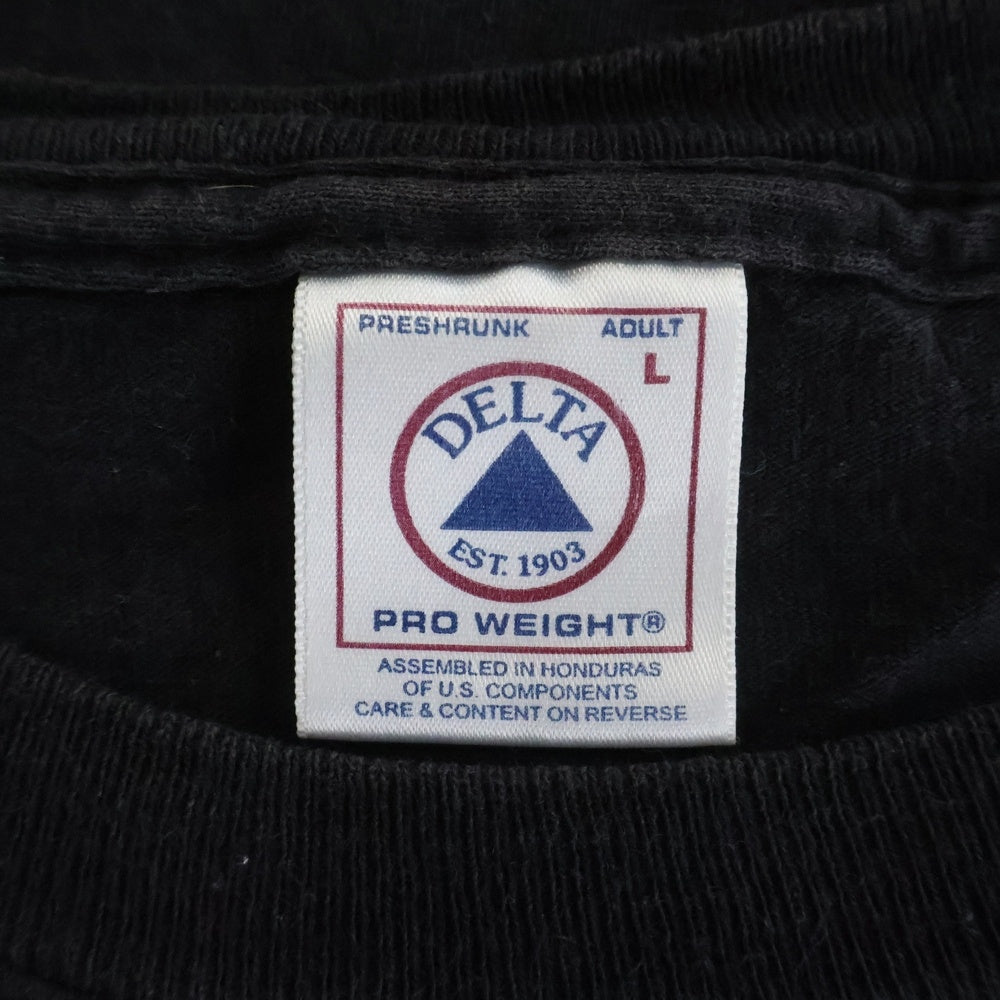 PRESHRUNK ADULT
L
DELTA
EST. 1903
PRO WEIGHT®
ASSEMBLED IN HONDURAS
OF U.S. COMPONENTS
CARE & CONTENT ON REVERSE